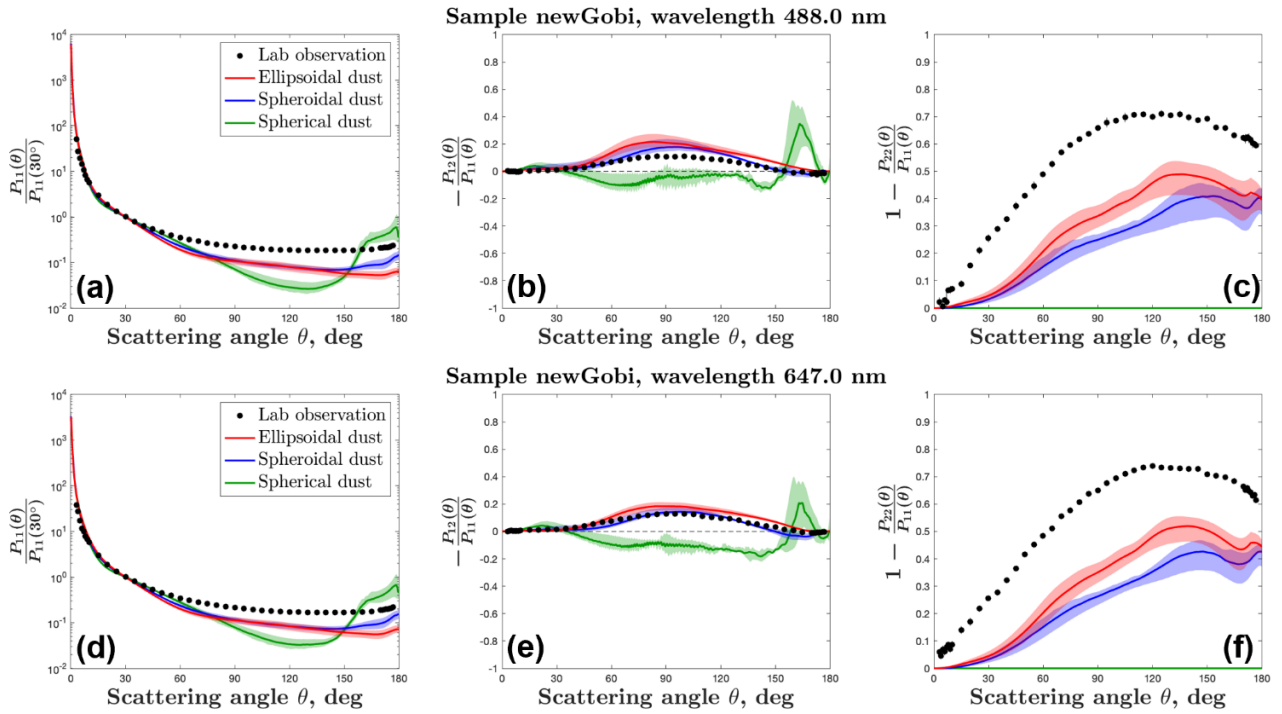 Sample newGobi, wavelength 488.0 nm
P₁₁(θ)
P₁₁(30°)
10⁴
10³
10²
10¹
10⁰
10⁻¹
10⁻²
Lab observation
Ellipsoidal dust
Spheroidal dust
Spherical dust
(a)
0 30 60 90 120 150 180
Scattering angle θ, deg
− P₁₂(θ)
P₁₁(θ)
1
0.8
0.6
0.4
0.2
0
-0.2
-0.4
-0.6
-0.8
-1
(b)
0 30 60 90 120 150 180
Scattering angle θ, deg
1 − P₂₂(θ)
P₁₁(θ)
1
0.9
0.8
0.7
0.6
0.5
0.4
0.3
0.2
0.1
0
(c)
0 30 60 90 120 150 180
Scattering angle θ, deg
Sample newGobi, wavelength 647.0 nm
P₁₁(θ)
P₁₁(30°)
10⁴
10³
10²
10¹
10⁰
10⁻¹
10⁻²
Lab observation
Ellipsoidal dust
Spheroidal dust
Spherical dust
(d)
0 30 60 90 120 150 180
Scattering angle θ, deg
− P₁₂(θ)
P₁₁(θ)
1
0.8
0.6
0.4
0.2
0
-0.2
-0.4
-0.6
-0.8
-1
(e)
0 30 60 90 120 150 180
Scattering angle θ, deg
1 − P₂₂(θ)
P₁₁(θ)
1
0.9
0.8
0.7
0.6
0.5
0.4
0.3
0.2
0.1
0
(f)
0 30 60 90 120 150 180
Scattering angle θ, deg